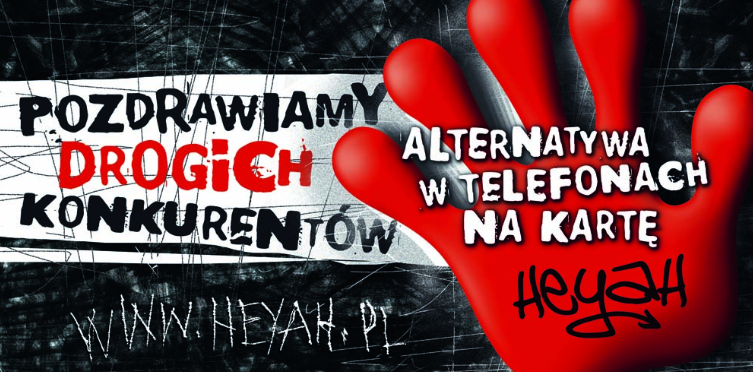 POZDRAWIAMY
DROGiCH
KONKURENTÓW
WWW.HEYAH.PL
ALTERNATYWA
W TELEFONACH
NA KARTĘ
HEYAH